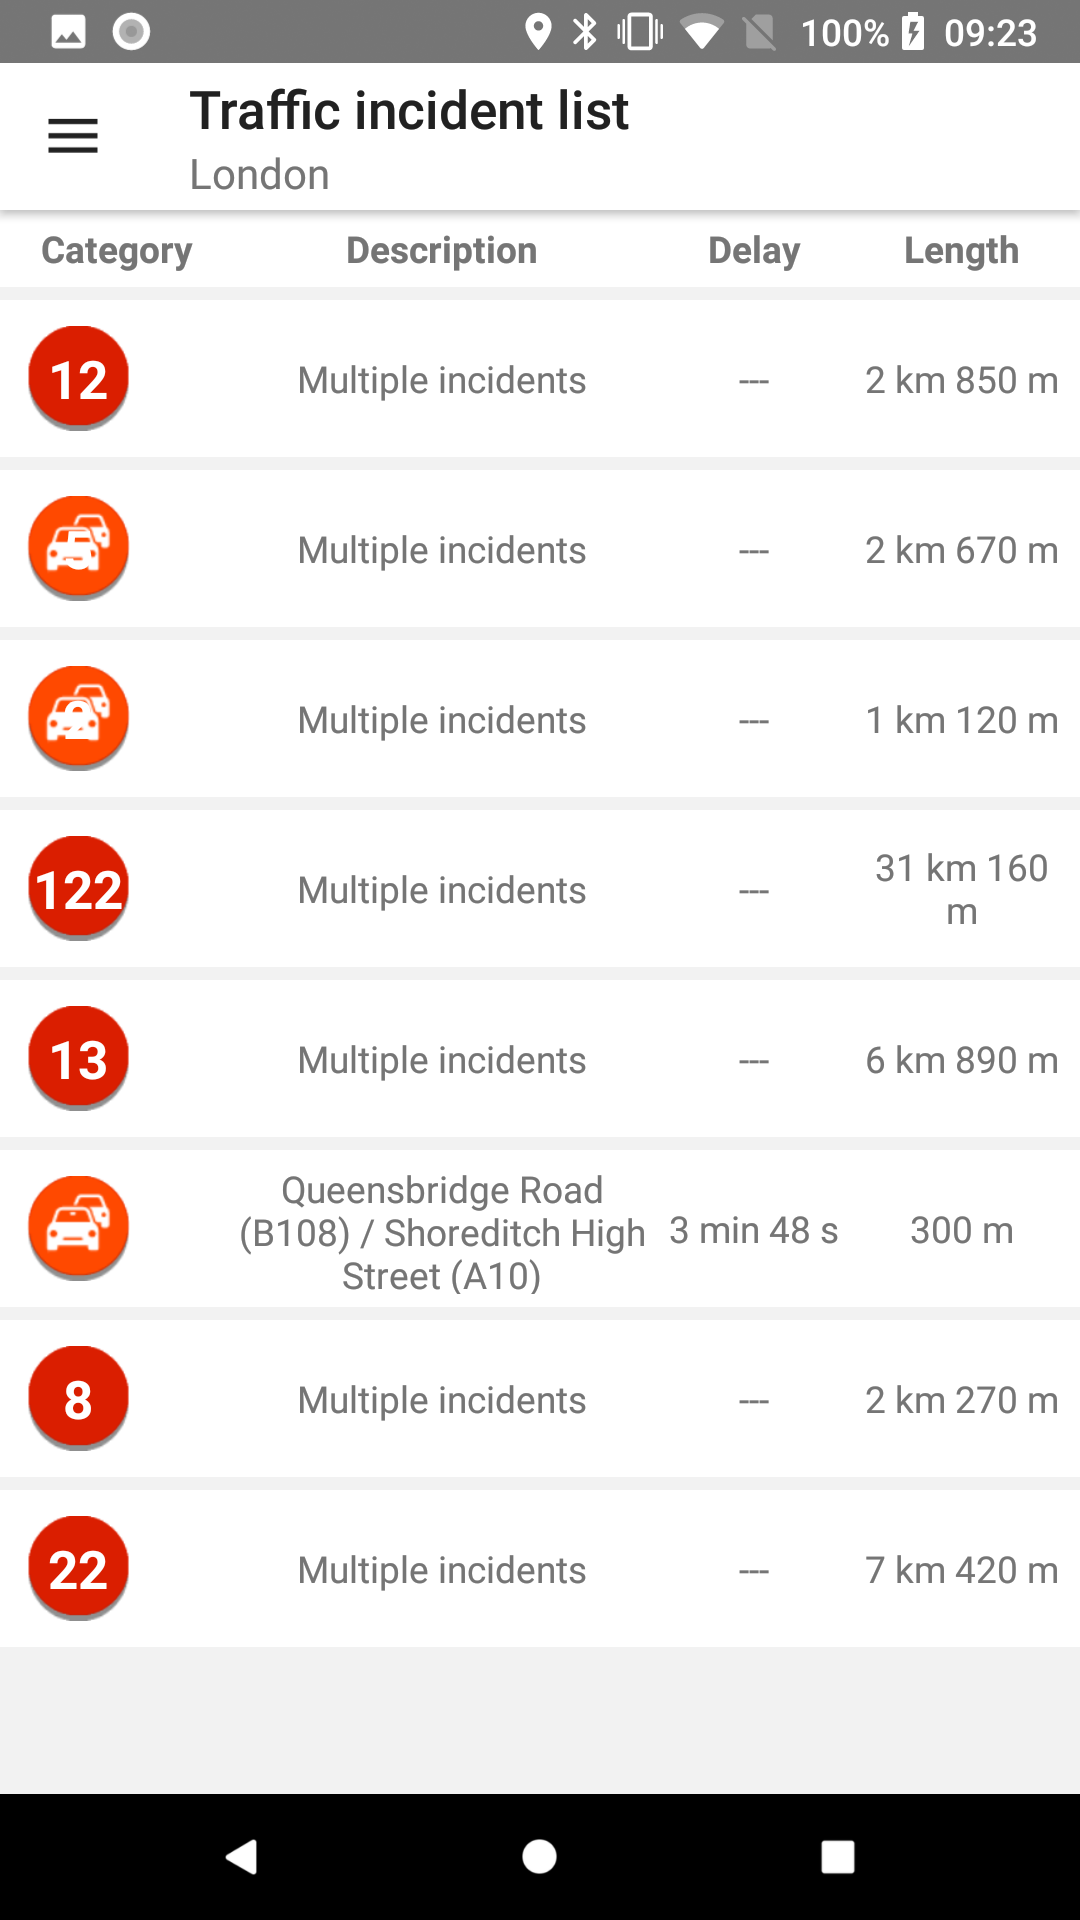 100% 09:23
Traffic incident list
London
Category Description Delay Length
12 Multiple incidents --- 2 km 850 m
Multiple incidents --- 2 km 670 m
Multiple incidents --- 1 km 120 m
122 Multiple incidents --- 31 km 160
m
13 Multiple incidents --- 6 km 890 m
Queensbridge Road
(B108) / Shoreditch High 3 min 48 s 300 m
Street (A10)
8 Multiple incidents --- 2 km 270 m
22 Multiple incidents --- 7 km 420 m